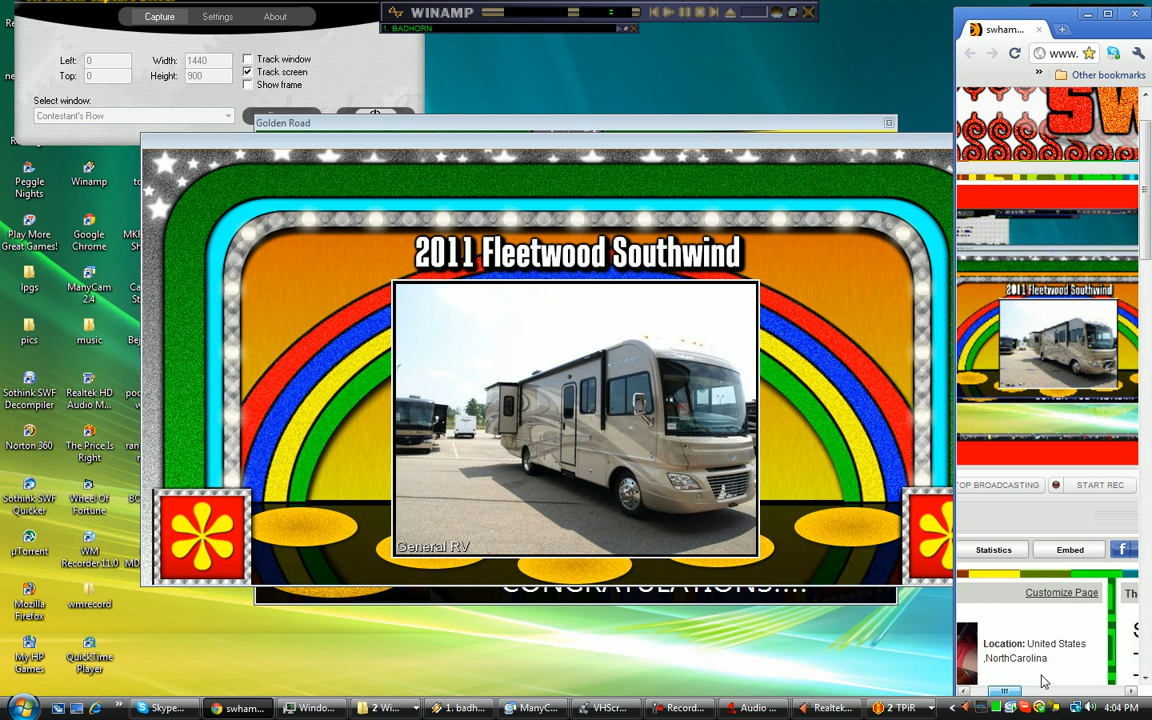 Capture
Settings
About
Left:
0
Width:
1440
Top:
0
Height:
900
Track window
Track screen
Show frame
Select window:
Contestant's Row
WINAMP
1. BADHORN
swham...
www.
»
Other bookmarks
SW
Golden Road
2011 Fleetwood Southwind
General RV
CONGRATULATIONS....
2011 Fleetwood Southwind
TOP BROADCASTING
START REC
Statistics
Embed
f
Customize Page
Location: United States
,NorthCarolina
Peggle
Nights
Winamp
Play More
Great Games!
Google
Chrome
lpgs
ManyCam
2.4
pics
music
Sothink SWF
Decompiler
Realtek HD
Audio M...
Norton 360
The Price Is
Right
Sothink SWF
Quicker
Wheel Of
Fortune
µTorrent
WM
Recorder 11.0
Mozilla
Firefox
wmrecord
My HP
Games
QuickTime
Player
»
Skype...
swham...
Windo...
2 Wi...
1. badh...
ManyC...
VHScr...
Record...
Audio ...
Realtek...
2 TPiR
4:04 PM